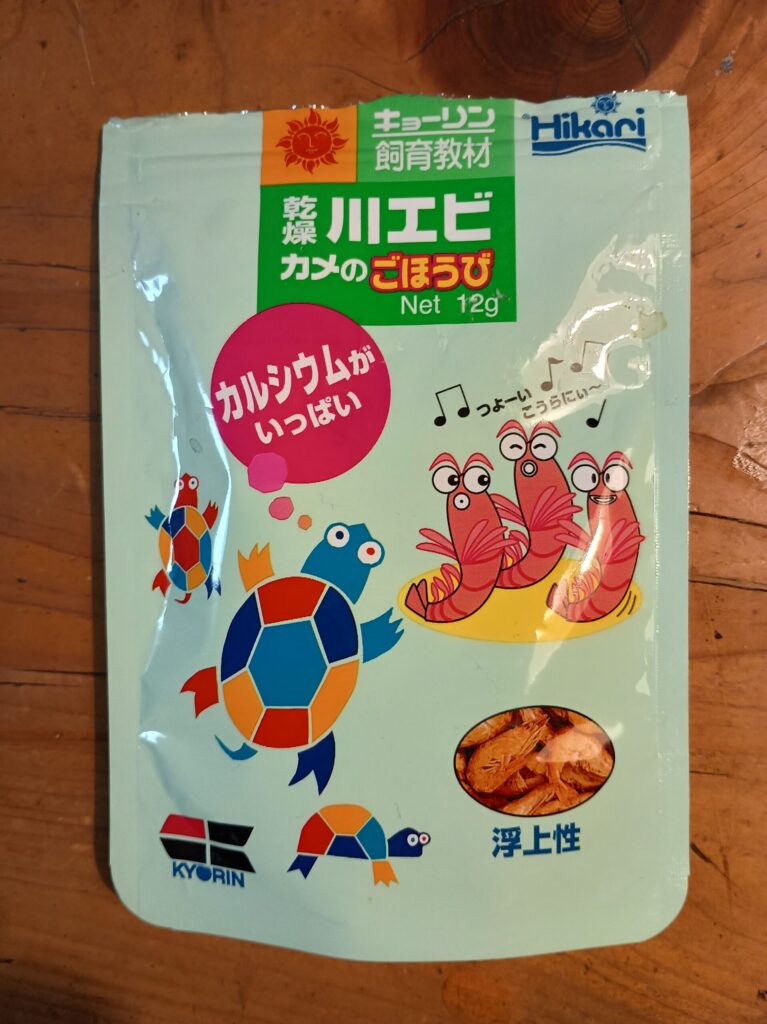 キョーリン
飼育教材
Hikari
乾燥 川エビ
カメのごほうび
Net 12g
カルシウムが
いっぱい
つよーい
こうらにぃ～
浮上性
KYORIN